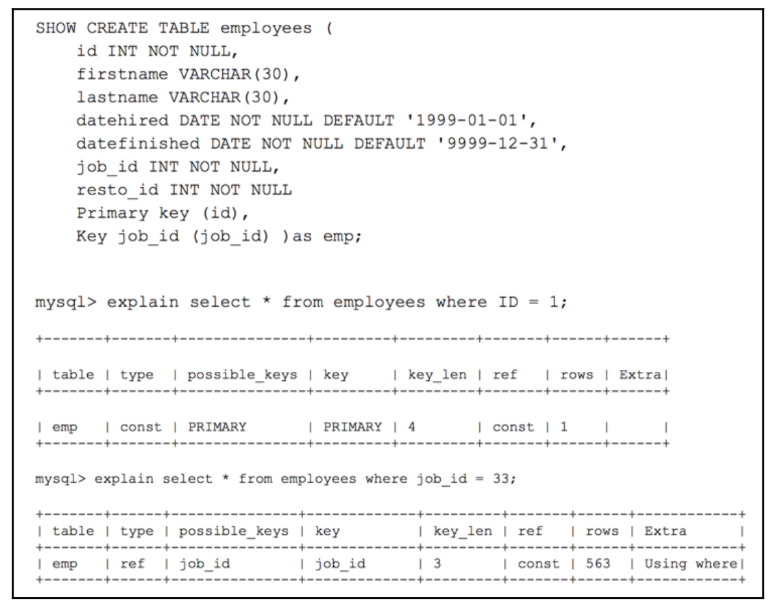 SHOW CREATE TABLE employees (
id INT NOT NULL,
firstname VARCHAR(30),
lastname VARCHAR(30),
datehired DATE NOT NULL DEFAULT '1999-01-01',
datefinished DATE NOT NULL DEFAULT '9999-12-31',
job_id INT NOT NULL,
resto_id INT NOT NULL
Primary key (id),
Key job_id (job_id) )as emp;
mysql> explain select * from employees where ID = 1;
+-------+-------+---------------+---------+---------+-------+------+------+
| table | type | possible_keys | key | key_len | ref | rows | Extra|
+-------+-------+---------------+---------+---------+-------+------+------+
| emp | const | PRIMARY | PRIMARY | 4 | const | 1 | |
+-------+-------+---------------+---------+---------+-------+------+------+
mysql> explain select * from employees where job_id = 33;
+-------+------+---------------+------------+---------+-------+------+------------+
| table | type | possible_keys | key | key_len | ref | rows | Extra |
+-------+------+---------------+------------+---------+-------+------+------------+
| emp | ref | job_id | job_id | 3 | const | 563 | Using where|
+-------+------+---------------+------------+---------+-------+------+------------+